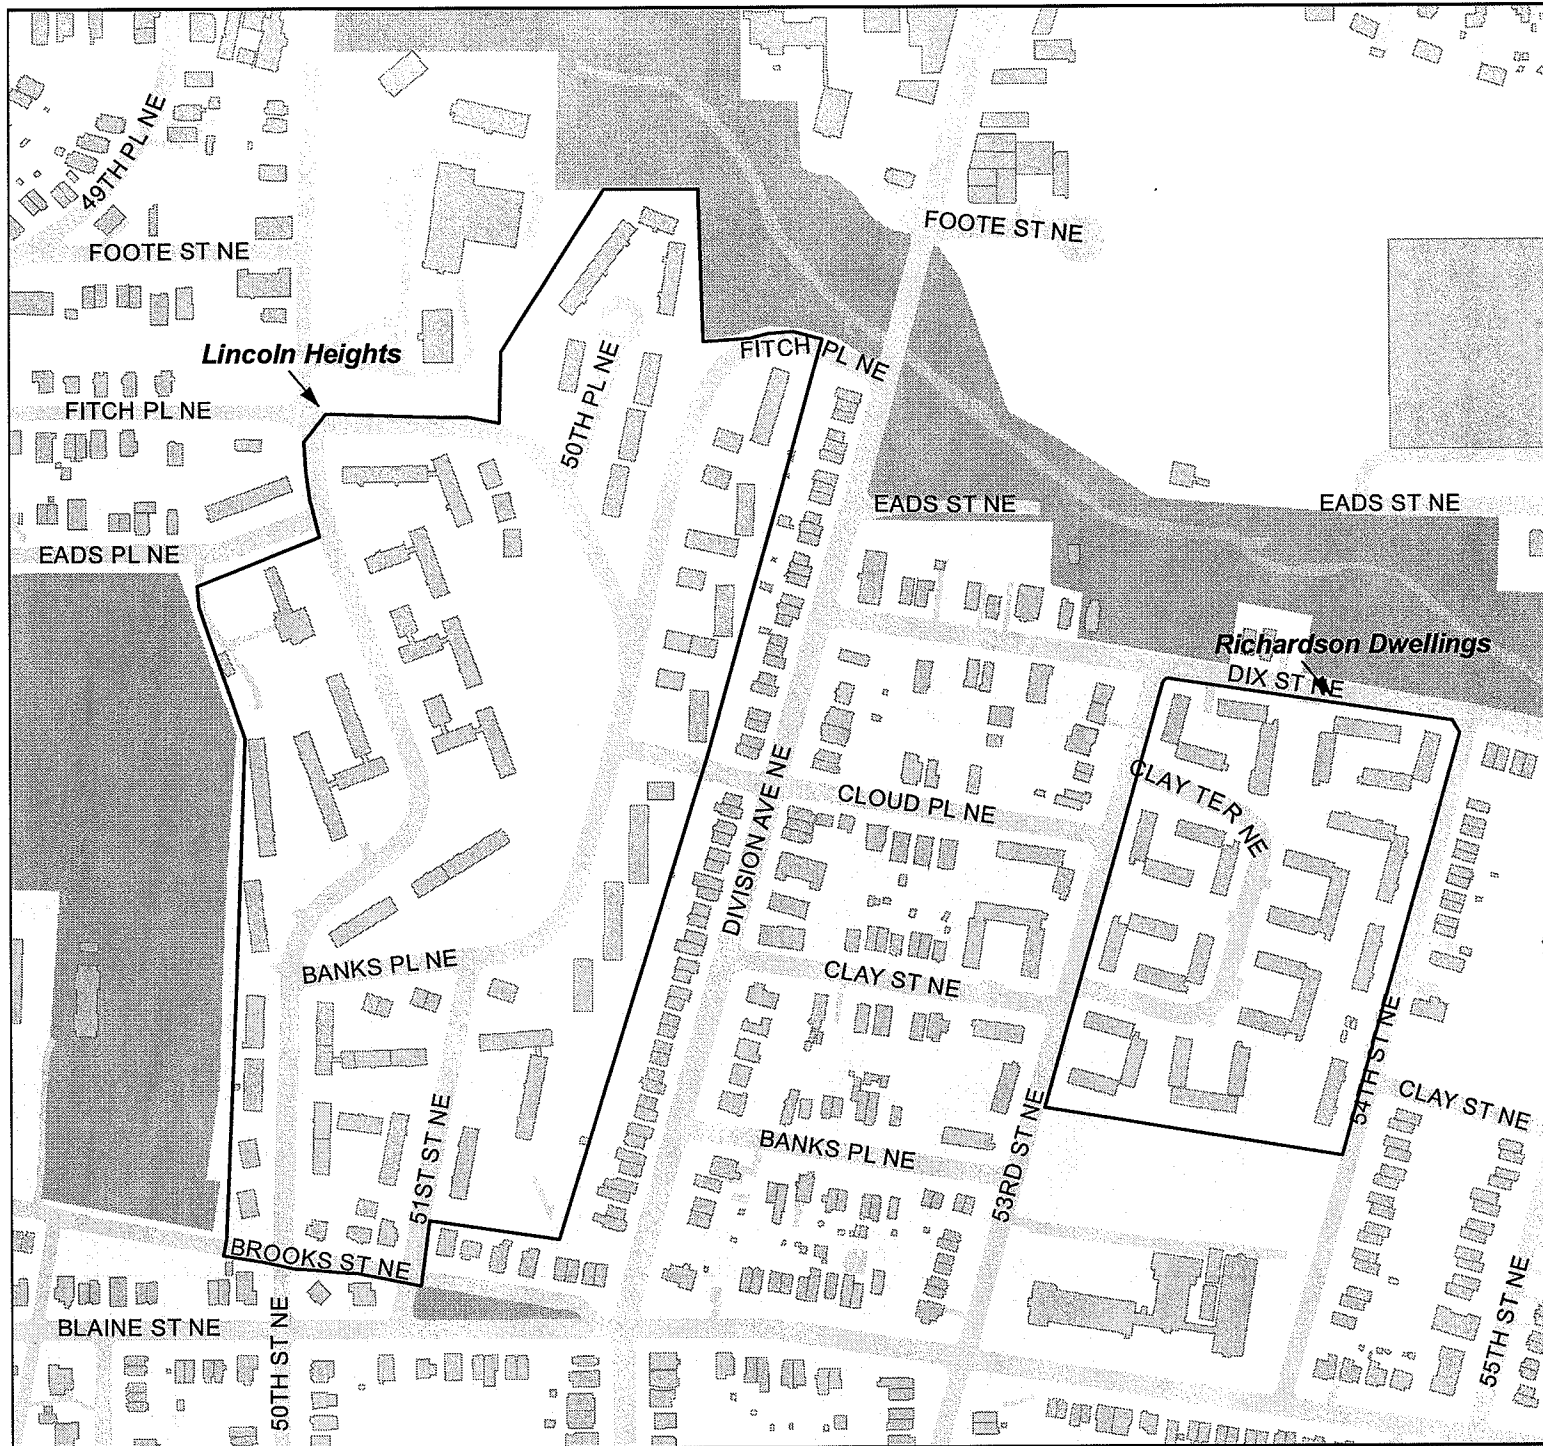 49TH PL NE
FOOTE ST NE
FOOTE ST NE
Lincoln Heights
FITCH PL NE
FITCH PL NE
50TH PL NE
EADS PL NE
EADS ST NE
EADS ST NE
Richardson Dwellings
DIX ST NE
CLAY TER NE
CLOUD PL NE
DIVISION AVE NE
BANKS PL NE
CLAY ST NE
54TH ST NE
CLAY ST NE
51ST ST NE
BANKS PL NE
53RD ST NE
BROOKS ST NE
BLAINE ST NE
50TH ST NE
55TH ST NE